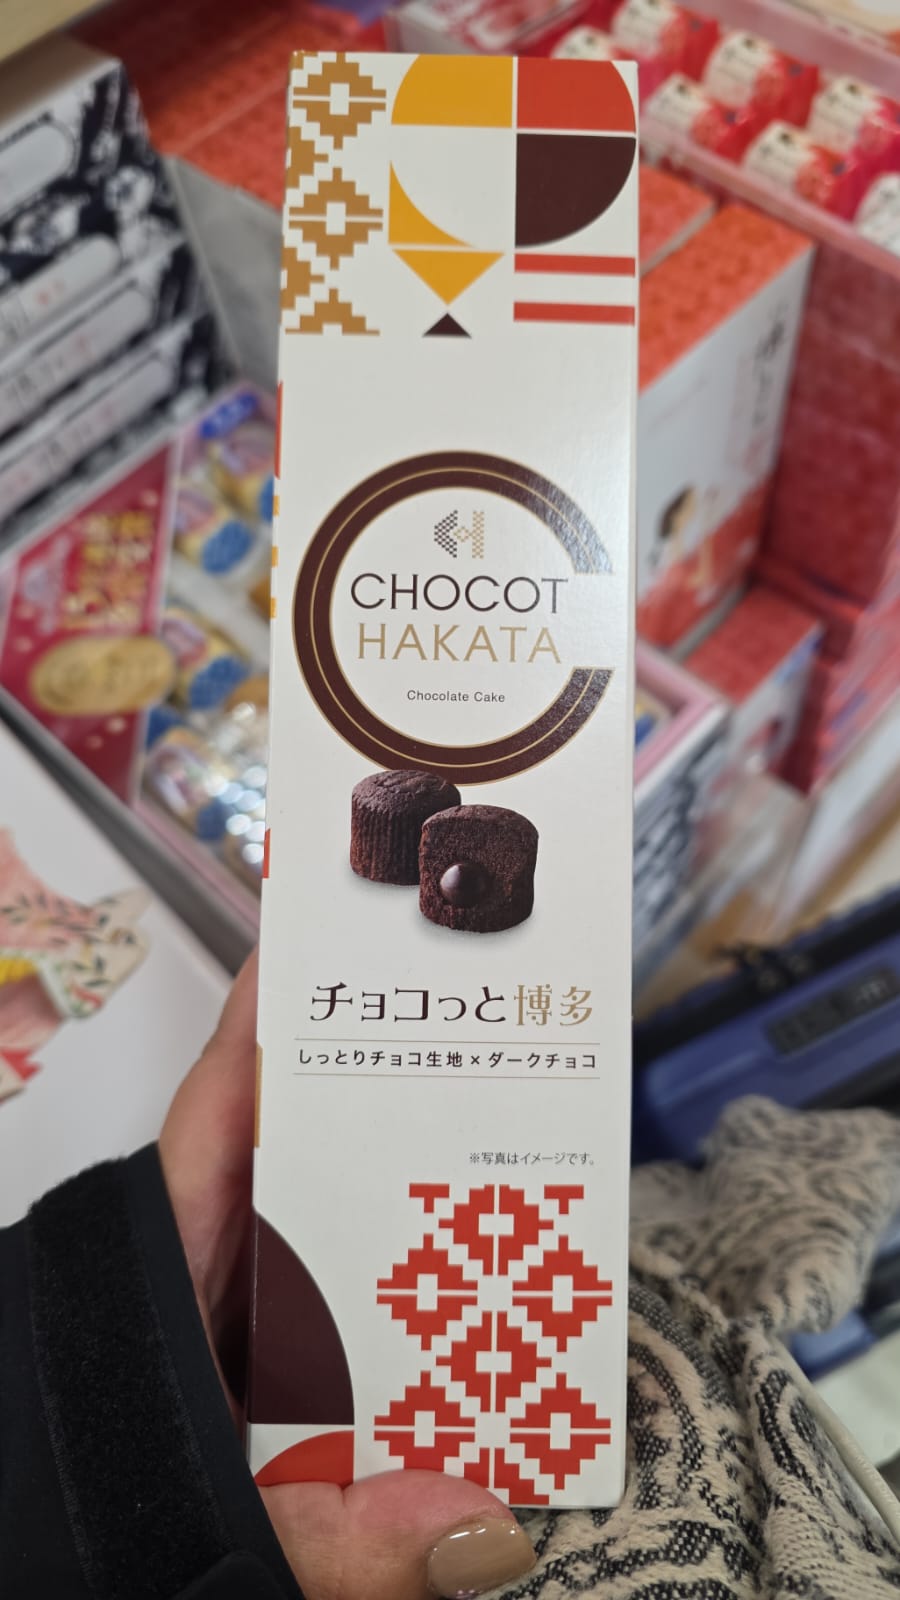 CHOCOT
HAKATA
Chocolate Cake
チョコっと博多
しっとりチョコ生地×ダークチョコ
※写真はイメージです。